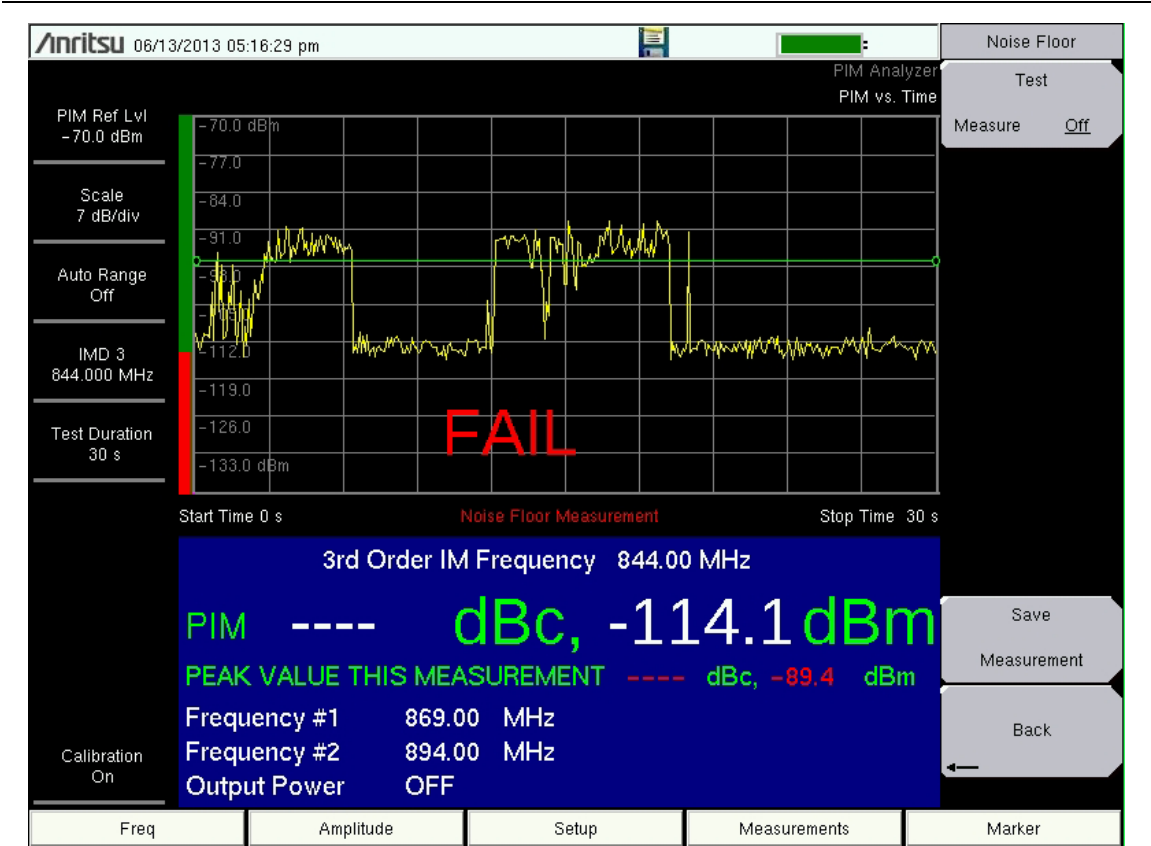 Anritsu 06/13/2013 05:16:29 pm
Noise Floor
PIM Analyzer
PIM vs. Time
Test
Measure Off
PIM Ref Lvl
-70.0 dBm
Scale
7 dB/div
Auto Range
Off
IMD 3
844.000 MHz
Test Duration
30 s
-70.0 dBm
-77.0
-84.0
-91.0
-98.0
-112.0
-119.0
-126.0
-133.0 dBm
FAIL
Start Time 0 s
Noise Floor Measurement
Stop Time 30 s
3rd Order IM Frequency 844.00 MHz
PIM ---- dBc, -114.1 dBm
PEAK VALUE THIS MEASUREMENT ---- dBc, -89.4 dBm
Frequency #1 869.00 MHz
Frequency #2 894.00 MHz
Output Power OFF
Calibration
On
Save
Measurement
Back
Freq
Amplitude
Setup
Measurements
Marker